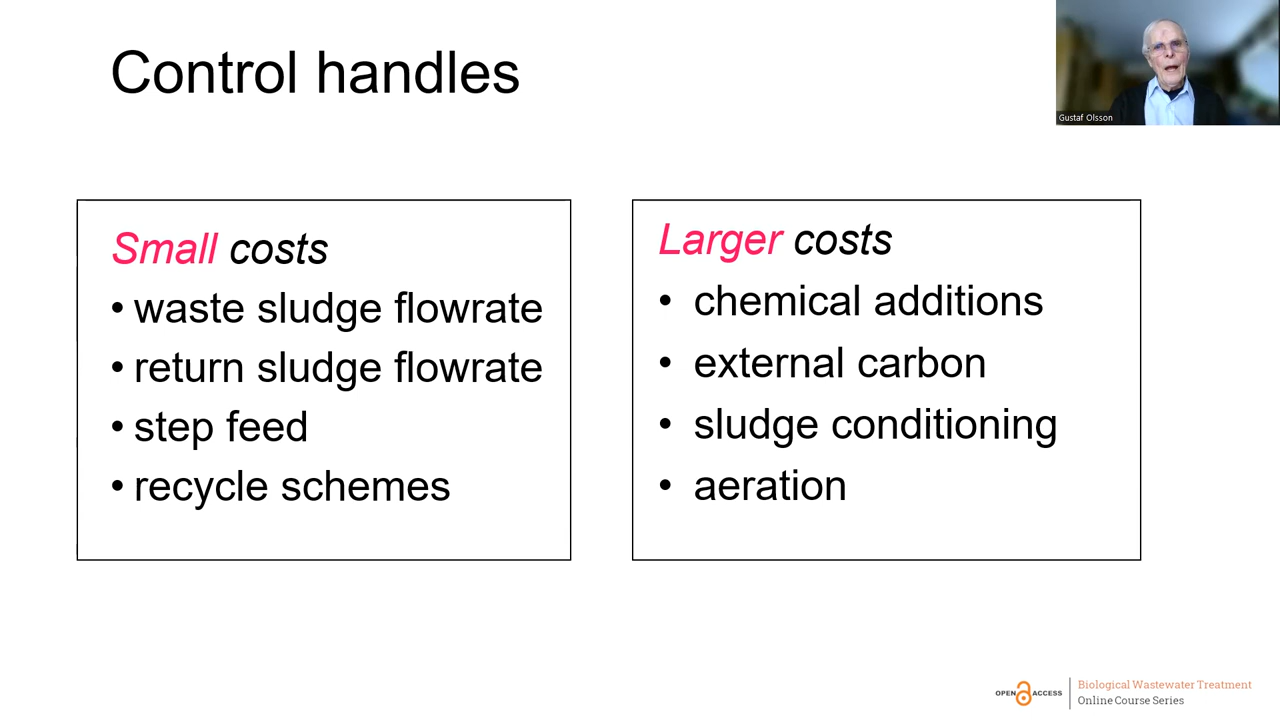 Control handles
Gustaf Olsson
Small costs
• waste sludge flowrate
• return sludge flowrate
• step feed
• recycle schemes
Larger costs
• chemical additions
• external carbon
• sludge conditioning
• aeration
OPEN ACCESS
Biological Wastewater Treatment
Online Course Series